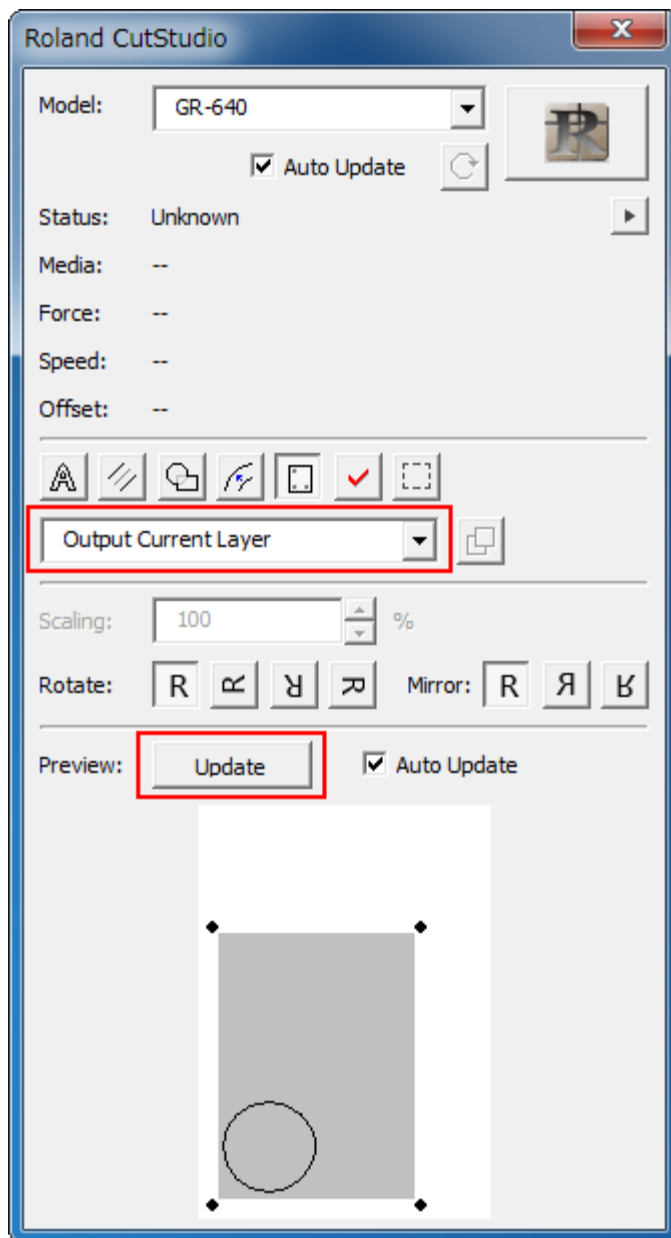 Roland CutStudio
Model: GR-640
Auto Update
Status: Unknown
Media: --
Force: --
Speed: --
Offset: --
Output Current Layer
Scaling: 100 %
Rotate: R R R R Mirror: R R R
Preview: Update Auto Update